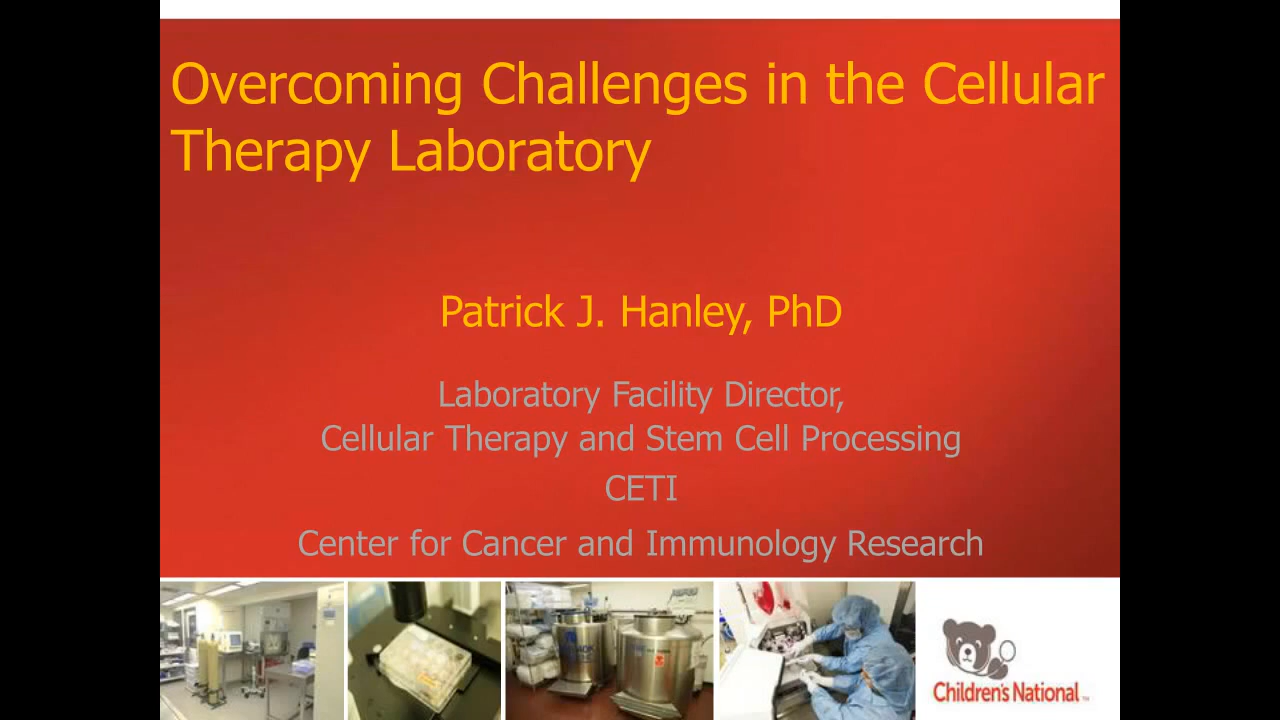 Overcoming Challenges in the Cellular
Therapy Laboratory
Patrick J. Hanley, PhD
Laboratory Facility Director,
Cellular Therapy and Stem Cell Processing
CETI
Center for Cancer and Immunology Research
Children's National ™